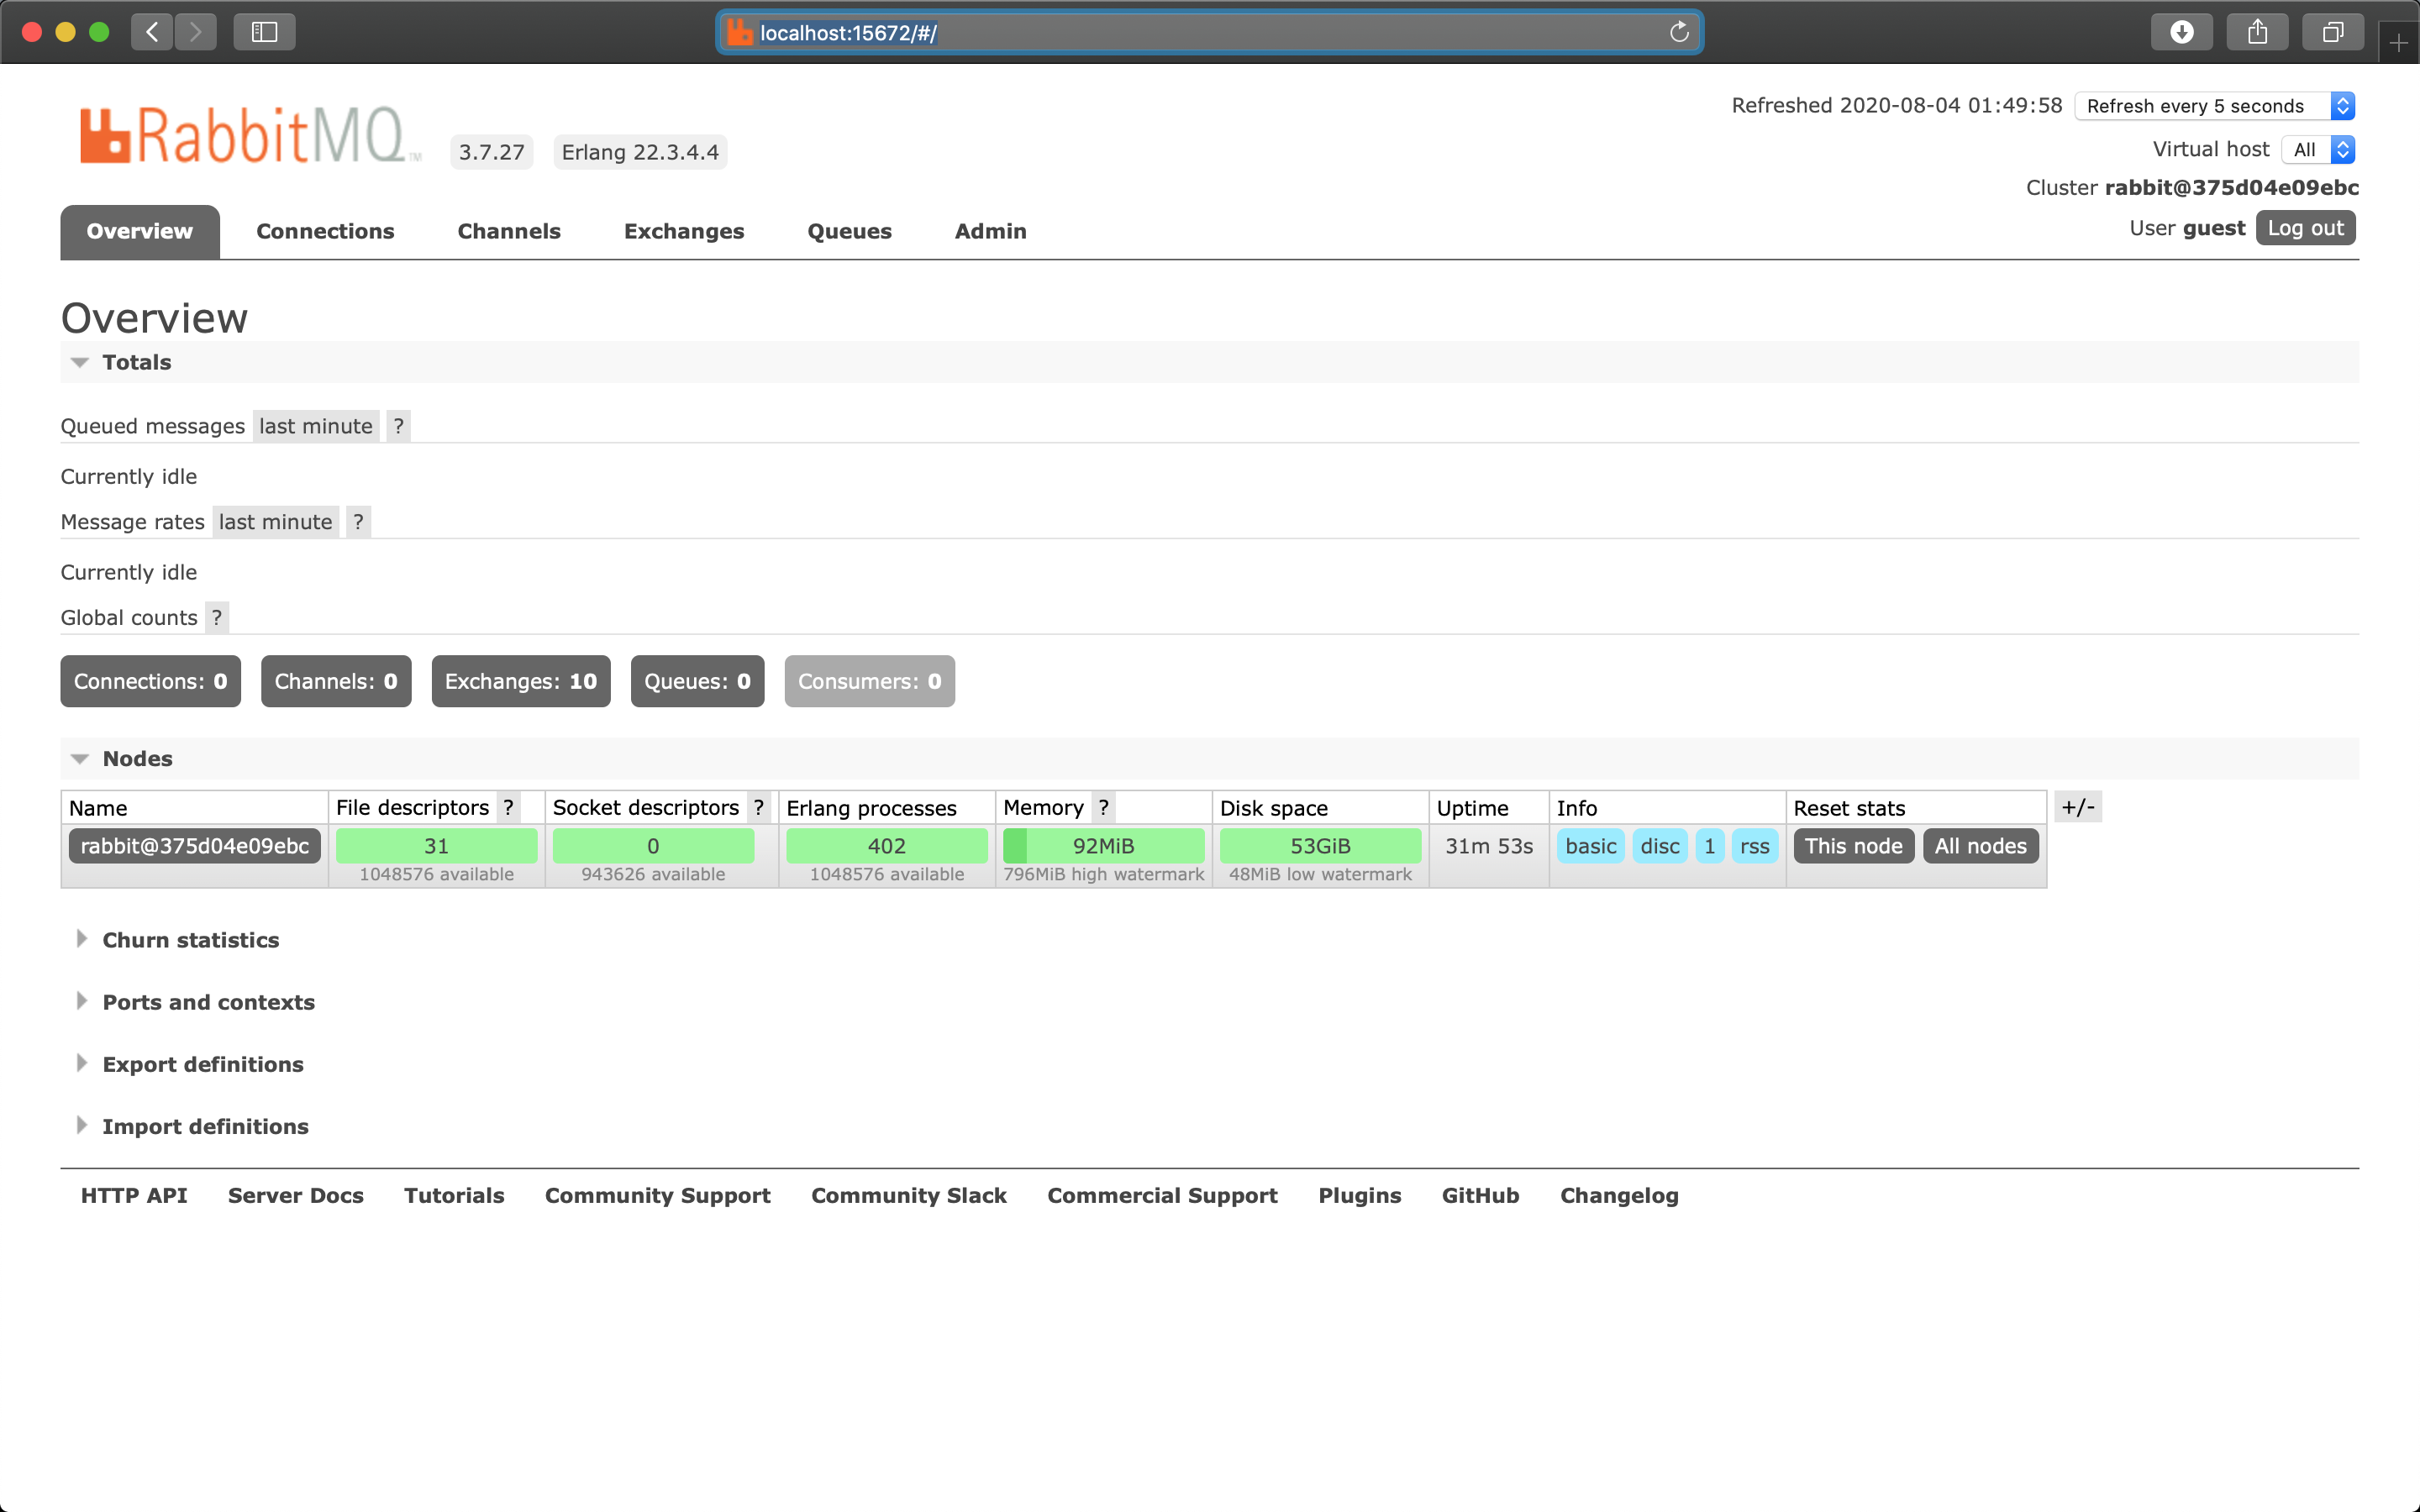 localhost:15672/#/
RabbitMQ™ 3.7.27 Erlang 22.3.4.4
Refreshed 2020-08-04 01:49:58 Refresh every 5 seconds
Virtual host All
Cluster rabbit@375d04e09ebc
User guest Log out
Overview Connections Channels Exchanges Queues Admin
Overview
Totals
Queued messages last minute ?
Currently idle
Message rates last minute ?
Currently idle
Global counts ?
Connections: 0 Channels: 0 Exchanges: 10 Queues: 0 Consumers: 0
Nodes
Name File descriptors ? Socket descriptors ? Erlang processes Memory ? Disk space Uptime Info Reset stats +/-
rabbit@375d04e09ebc 31 0 402 92MiB 53GiB 31m 53s basic disc 1 rss This node All nodes
1048576 available 943626 available 1048576 available 796MiB high watermark 48MiB low watermark
Churn statistics
Ports and contexts
Export definitions
Import definitions
HTTP API Server Docs Tutorials Community Support Community Slack Commercial Support Plugins GitHub Changelog